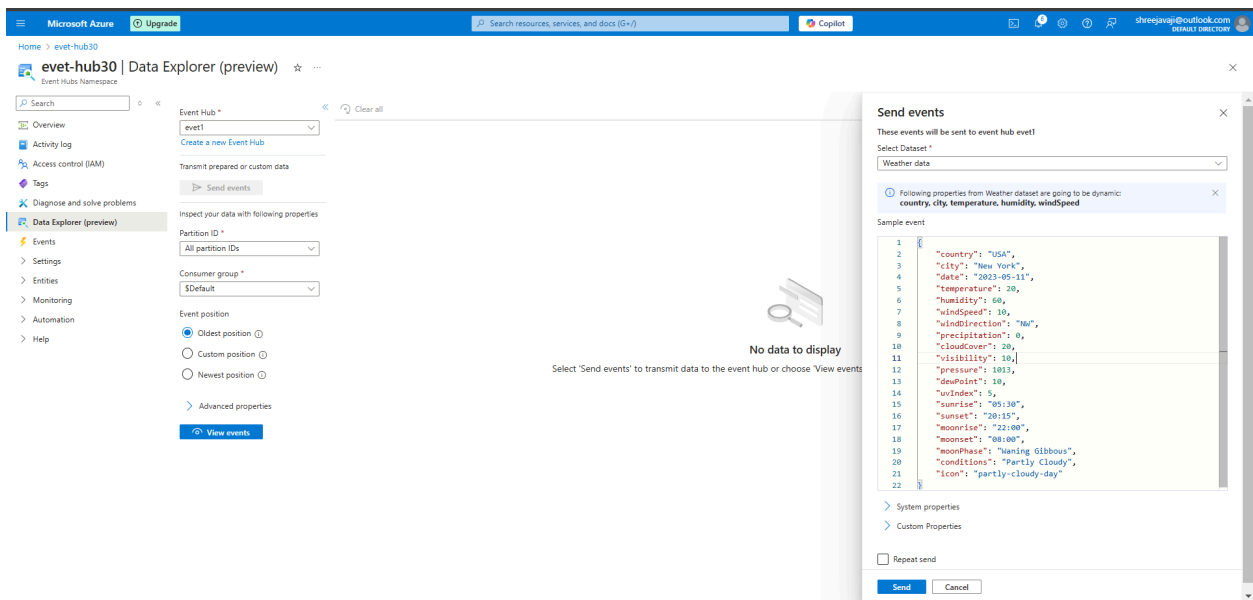 Microsoft Azure
Upgrade
Search resources, services, and docs (G+/)
Copilot
6
shreejavaji@outlook.com
DEFAULT DIRECTORY
Home > evet-hub30
evet-hub30 | Data Explorer (preview)
Event Hubs Namespace
Search
Overview
Activity log
Access control (IAM)
Tags
Diagnose and solve problems
Data Explorer (preview)
Events
Settings
Entities
Monitoring
Automation
Help
Event Hub *
evet1
Create a new Event Hub
Transmit prepared or custom data
Send events
Inspect your data with following properties
Partition ID *
All partition IDs
Consumer group *
$Default
Event position
Oldest position
Custom position
Newest position
Advanced properties
View events
Clear all
No data to display
Select 'Send events' to transmit data to the event hub or choose 'View events
Send events
These events will be sent to event hub evet1
Select Dataset *
Weather data
Following properties from Weather dataset are going to be dynamic:
country, city, temperature, humidity, windSpeed
Sample event
1 {
2 "country": "USA",
3 "city": "New York",
4 "date": "2023-05-11",
5 "temperature": 20,
6 "humidity": 60,
7 "windSpeed": 10,
8 "windDirection": "NW",
9 "precipitation": 0,
10 "cloudCover": 20,
11 "visibility": 10,
12 "pressure": 1013,
13 "dewPoint": 10,
14 "uvIndex": 5,
15 "sunrise": "05:30",
16 "sunset": "20:15",
17 "moonrise": "22:00",
18 "moonset": "08:00",
19 "moonPhase": "Waning Gibbous",
20 "conditions": "Partly Cloudy",
21 "icon": "partly-cloudy-day"
22 }
System properties
Custom Properties
Repeat send
Send
Cancel